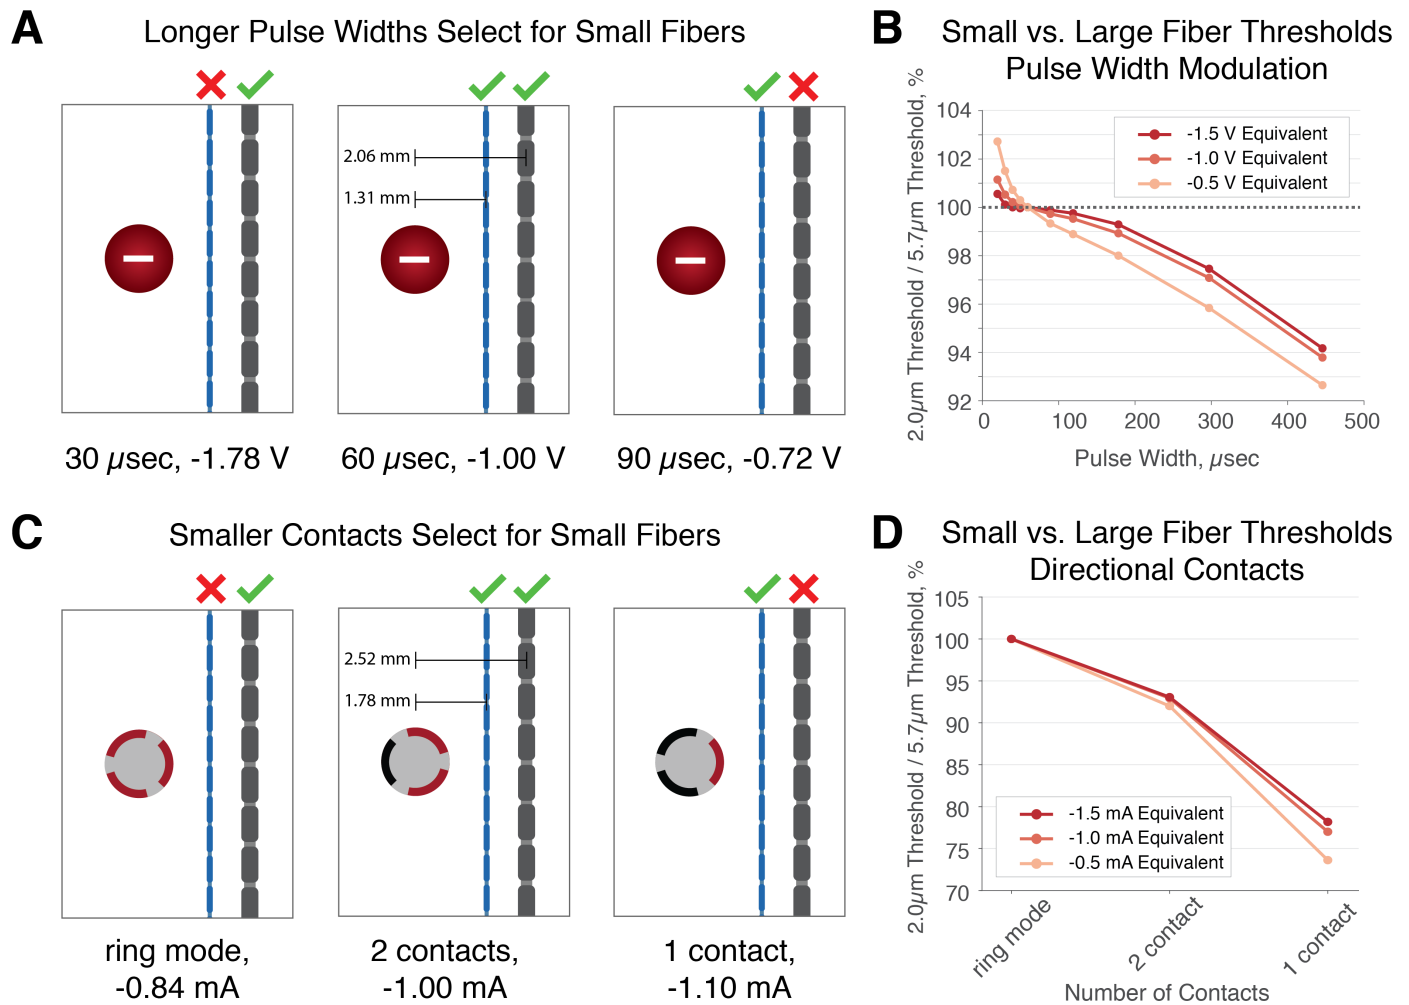 A
Longer Pulse Widths Select for Small Fibers
2.06 mm
1.31 mm
30 µsec, -1.78 V
60 µsec, -1.00 V
90 µsec, -0.72 V
B
Small vs. Large Fiber Thresholds
Pulse Width Modulation
2.0µm Threshold / 5.7µm Threshold, %
104
102
100
98
96
94
92
-1.5 V Equivalent
-1.0 V Equivalent
-0.5 V Equivalent
0
100
200
300
400
500
Pulse Width, µsec
C
Smaller Contacts Select for Small Fibers
2.52 mm
1.78 mm
ring mode,
-0.84 mA
2 contacts,
-1.00 mA
1 contact,
-1.10 mA
D
Small vs. Large Fiber Thresholds
Directional Contacts
2.0µm Threshold / 5.7µm Threshold, %
105
100
95
90
85
80
75
70
-1.5 mA Equivalent
-1.0 mA Equivalent
-0.5 mA Equivalent
ring mode
2 contact
1 contact
Number of Contacts